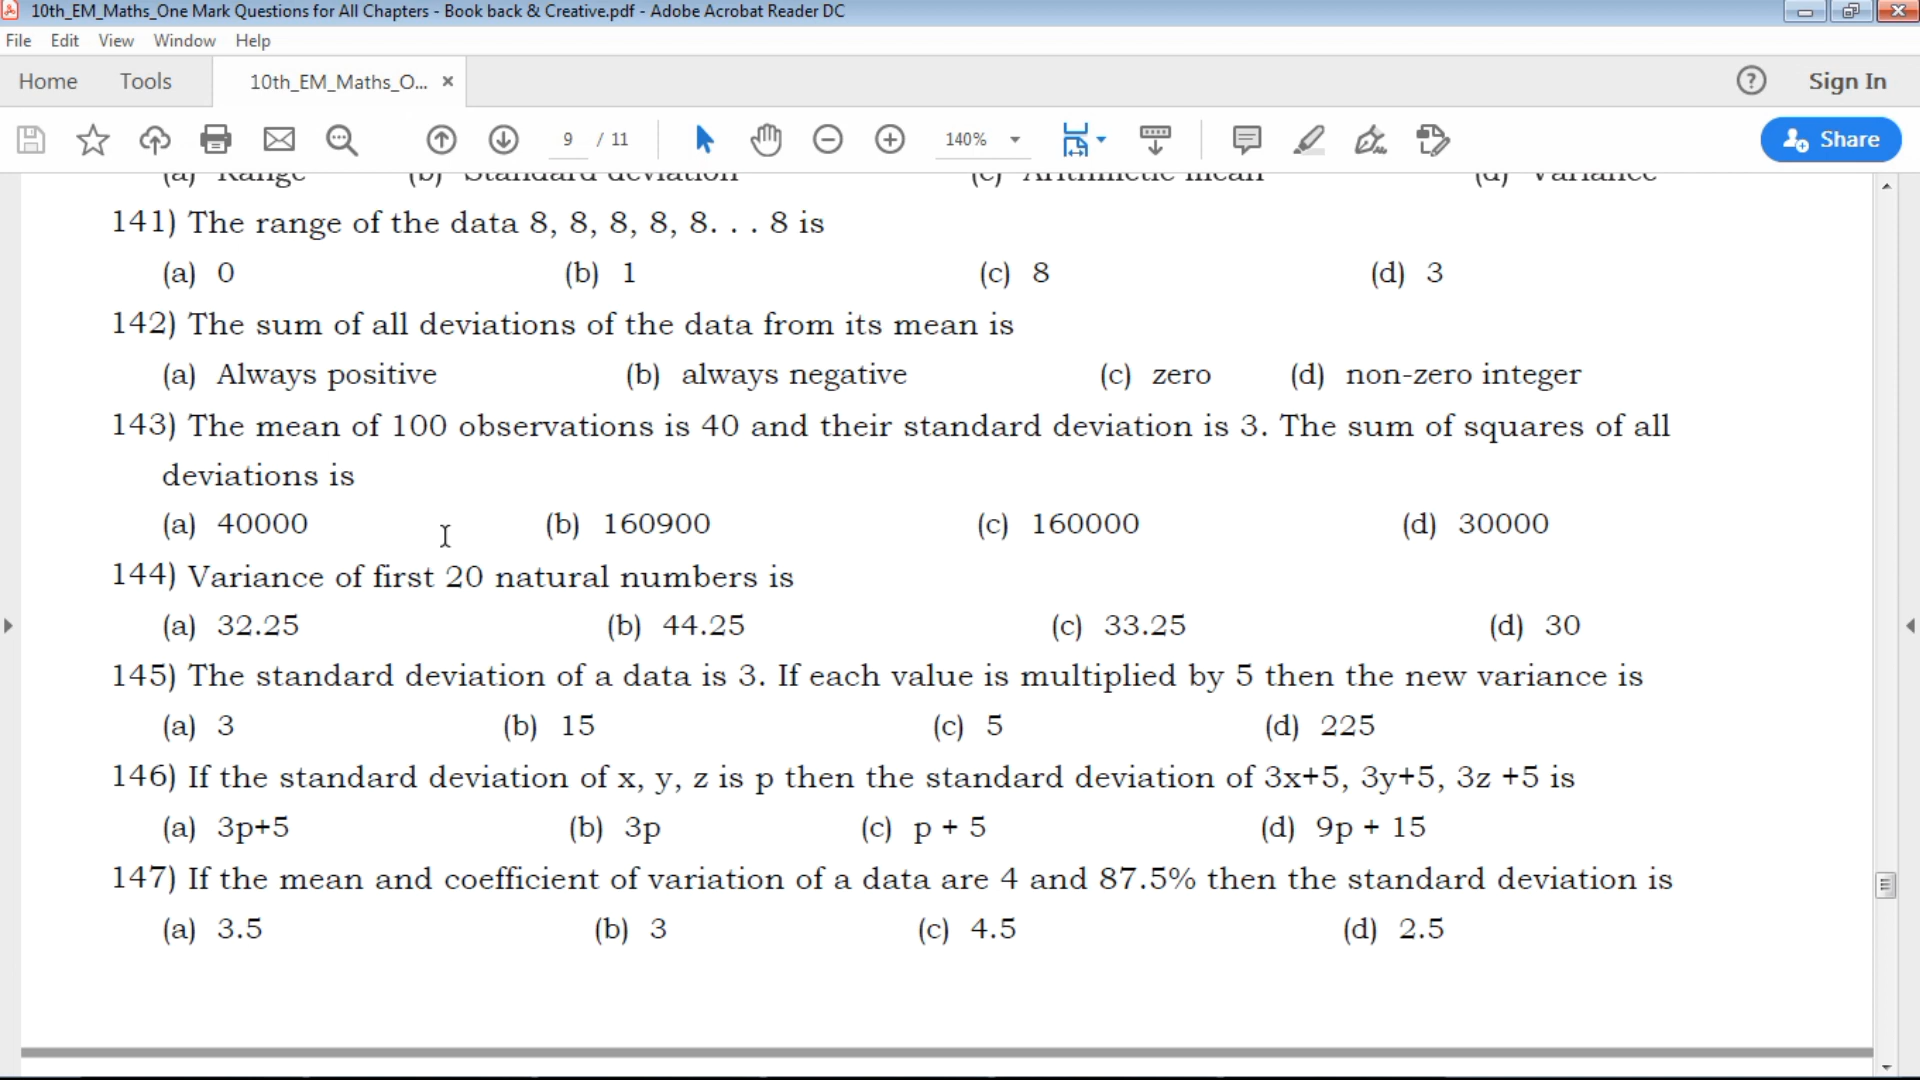 10th_EM_Maths_One Mark Questions for All Chapters - Book back & Creative.pdf - Adobe Acrobat Reader DC
File Edit View Window Help
Home Tools 10th_EM_Maths_O... × Sign In
9 / 11 140% Share
(a) Range (b) Standard deviation (c) Arithmetic mean (d) Variance
141) The range of the data 8, 8, 8, 8, 8. . . 8 is
(a) 0 (b) 1 (c) 8 (d) 3
142) The sum of all deviations of the data from its mean is
(a) Always positive (b) always negative (c) zero (d) non-zero integer
143) The mean of 100 observations is 40 and their standard deviation is 3. The sum of squares of all
deviations is
(a) 40000 (b) 160900 (c) 160000 (d) 30000
144) Variance of first 20 natural numbers is
(a) 32.25 (b) 44.25 (c) 33.25 (d) 30
145) The standard deviation of a data is 3. If each value is multiplied by 5 then the new variance is
(a) 3 (b) 15 (c) 5 (d) 225
146) If the standard deviation of x, y, z is p then the standard deviation of 3x+5, 3y+5, 3z +5 is
(a) 3p+5 (b) 3p (c) p + 5 (d) 9p + 15
147) If the mean and coefficient of variation of a data are 4 and 87.5% then the standard deviation is
(a) 3.5 (b) 3 (c) 4.5 (d) 2.5